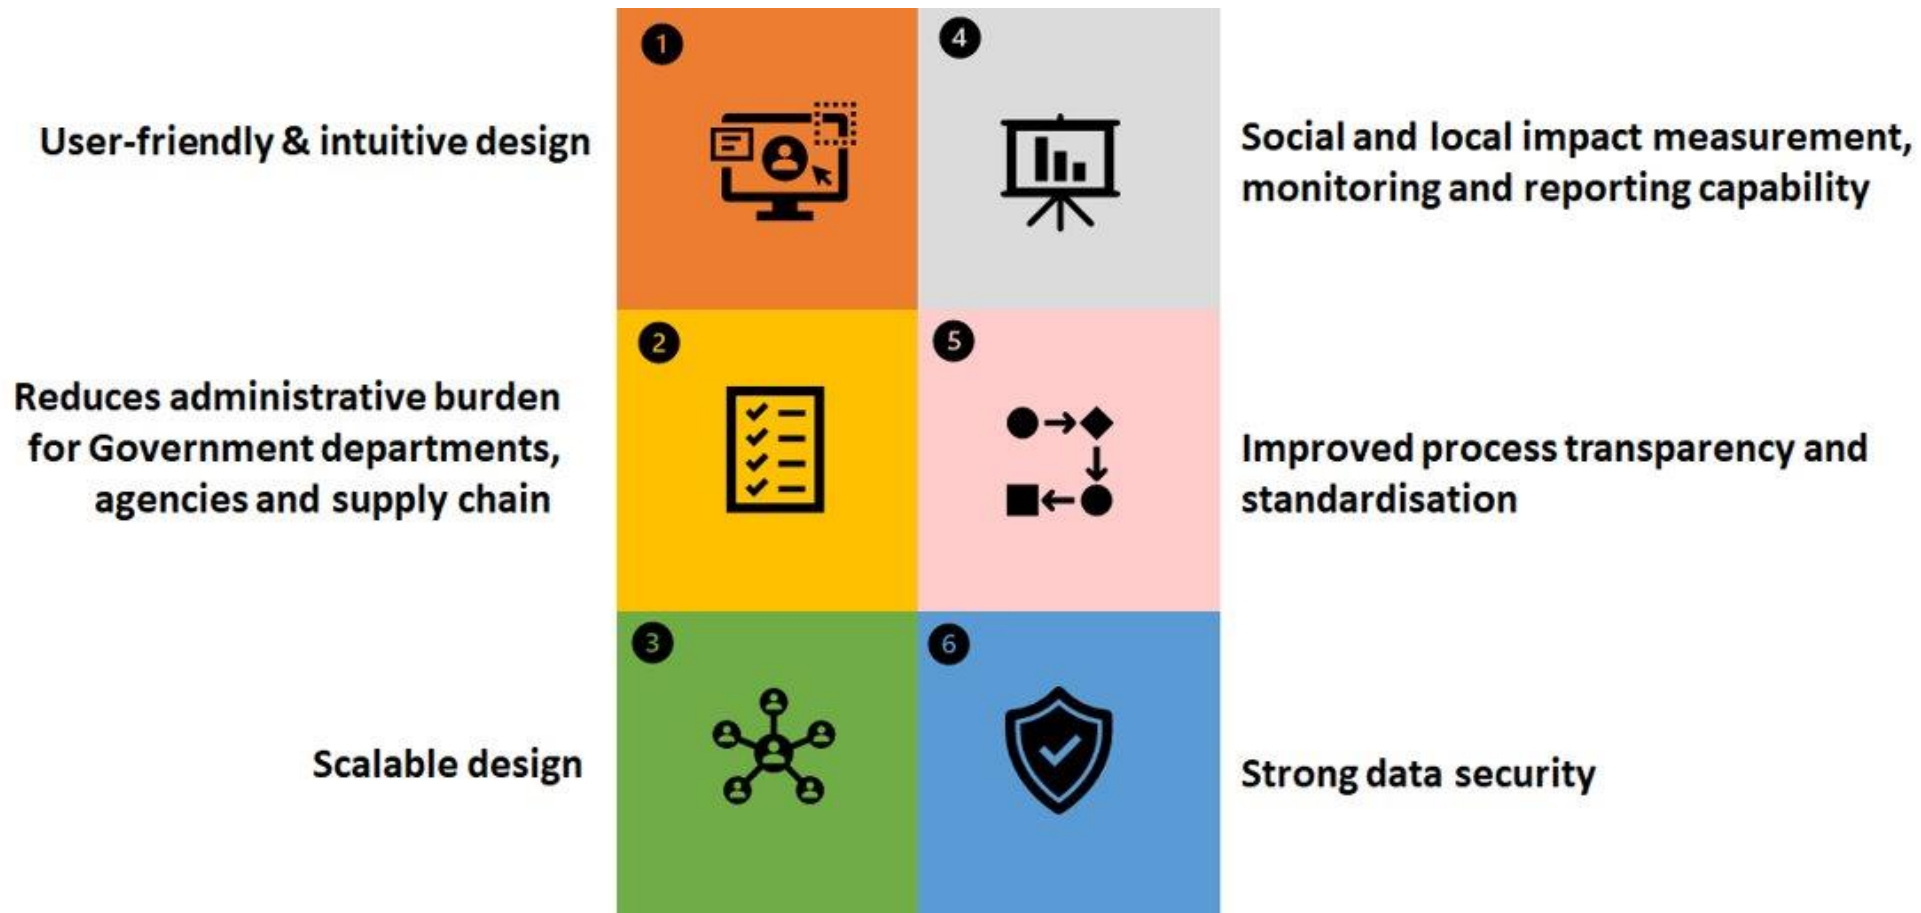 1
User-friendly & intuitive design
2
Reduces administrative burden
for Government departments,
agencies and supply chain
3
Scalable design
4
Social and local impact measurement,
monitoring and reporting capability
5
Improved process transparency and
standardisation
6
Strong data security